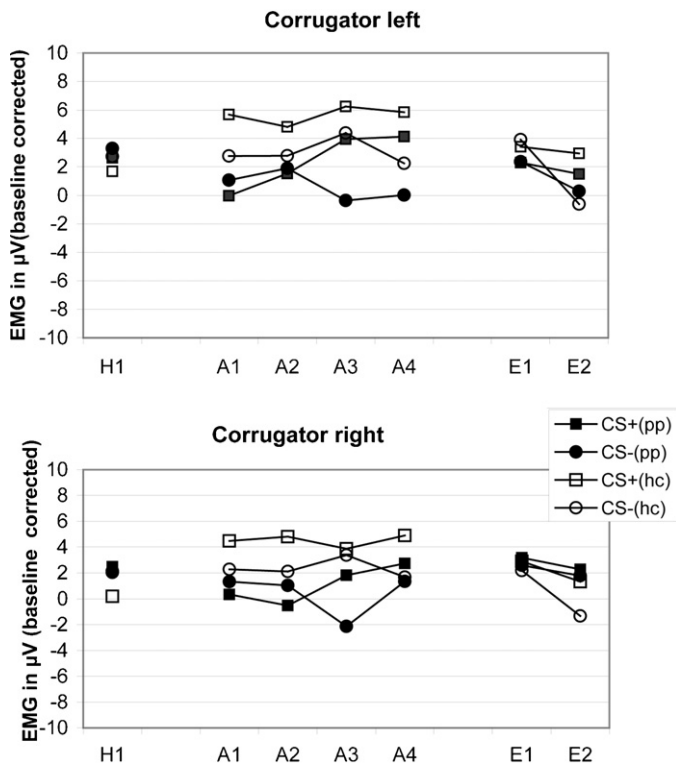 Corrugator left
EMG in µV(baseline corrected)
10
8
6
4
2
0
-2
-4
-6
-8
-10
H1 A1 A2 A3 A4 E1 E2
Corrugator right
CS+(pp)
CS-(pp)
CS+(hc)
CS-(hc)
EMG in µV (baseline corrected)
10
8
6
4
2
0
-2
-4
-6
-8
-10
H1 A1 A2 A3 A4 E1 E2